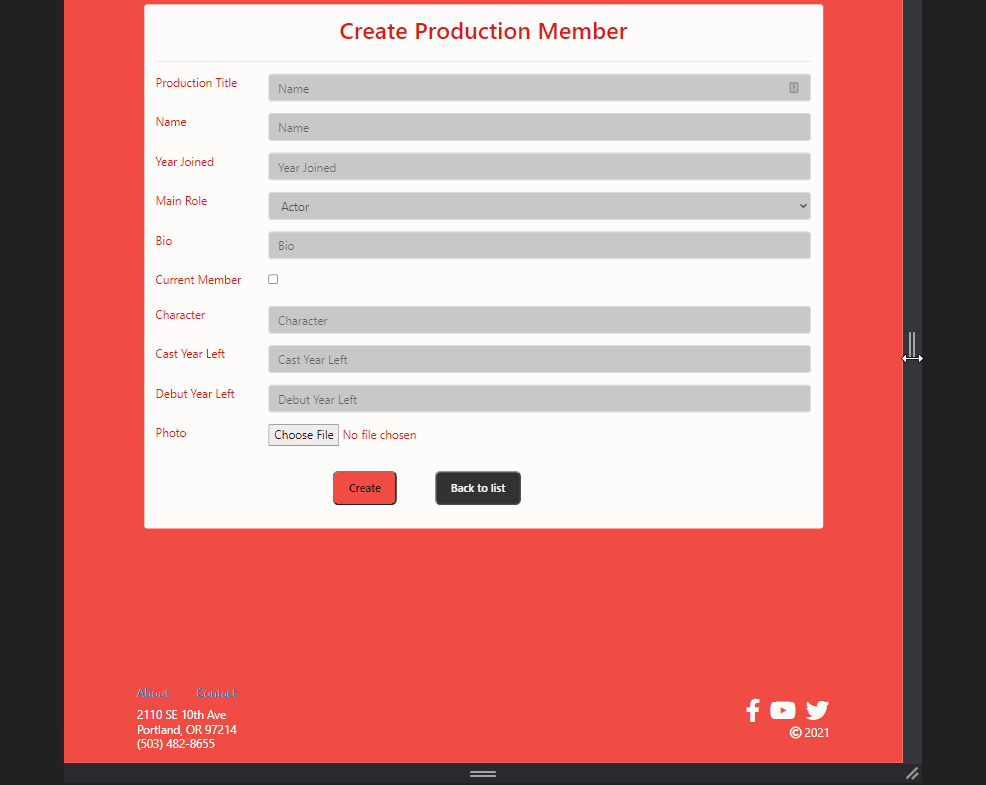 Create Production Member
Production Title
Name
Name
Name
Year Joined
Year Joined
Main Role
Actor
Bio
Bio
Current Member
Character
Character
Cast Year Left
Cast Year Left
Debut Year Left
Debut Year Left
Photo
Choose File No file chosen
Create
Back to list
About Contact
2110 SE 10th Ave
Portland, OR 97214
(503) 482-8655
© 2021